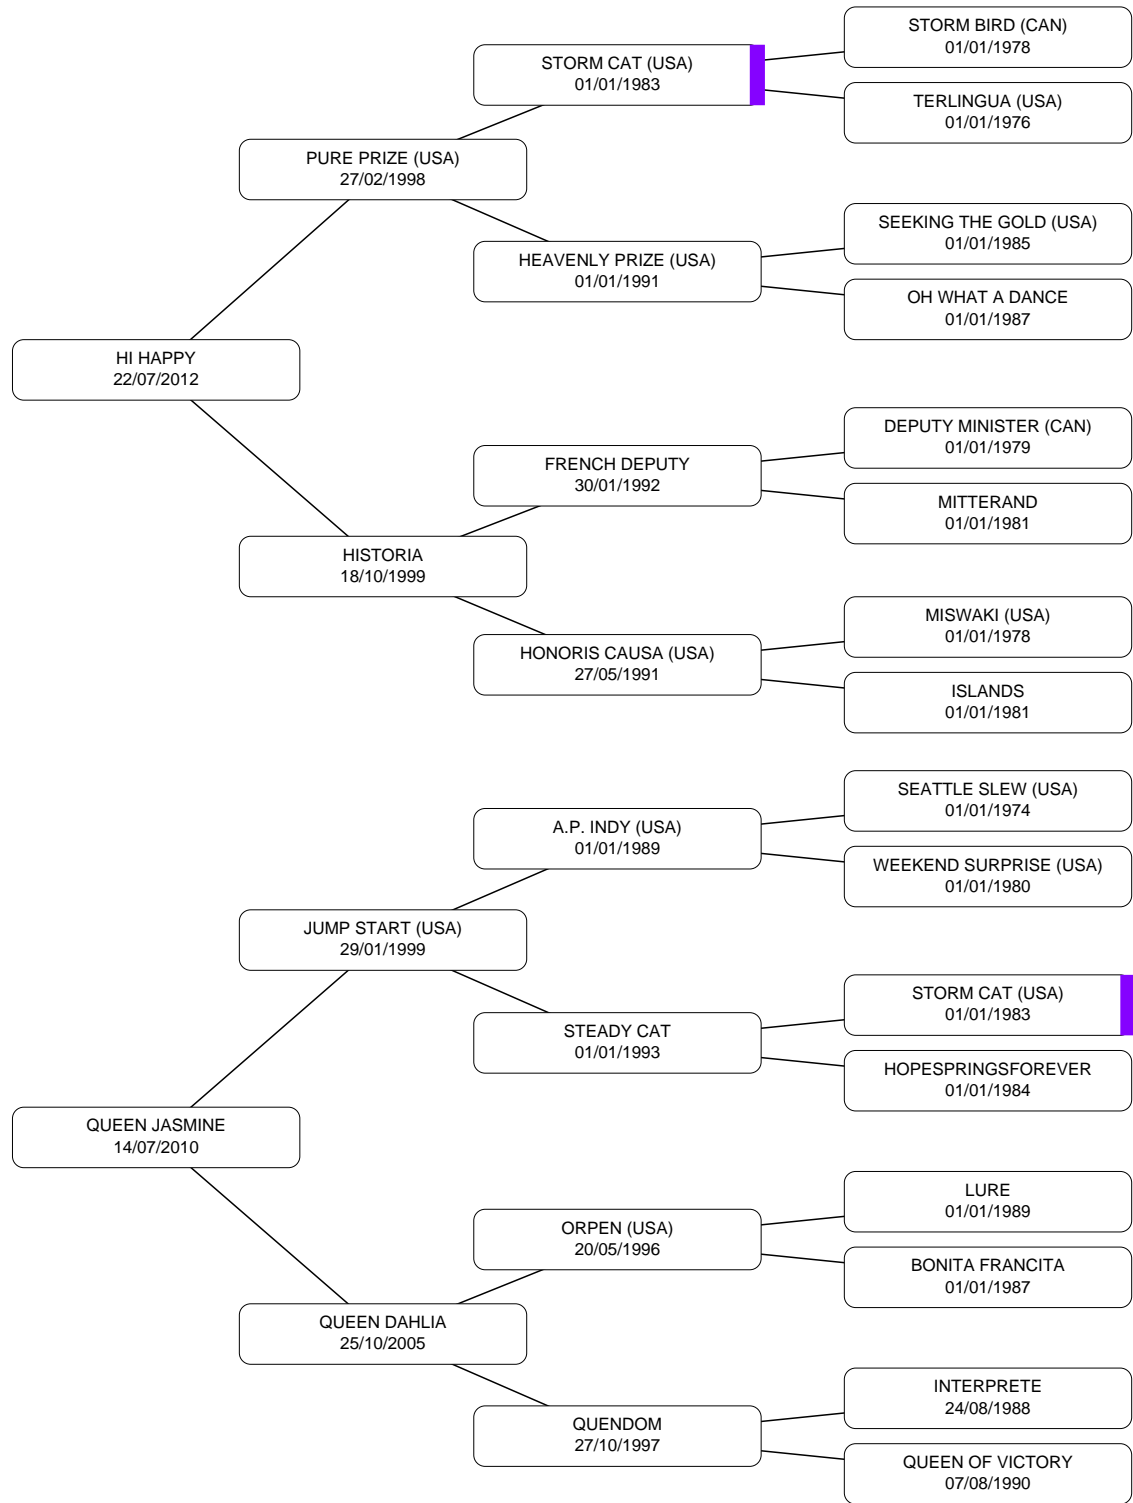 STORM BIRD (CAN)
01/01/1978
STORM CAT (USA)
01/01/1983
TERLINGUA (USA)
01/01/1976
PURE PRIZE (USA)
27/02/1998
SEEKING THE GOLD (USA)
01/01/1985
HEAVENLY PRIZE (USA)
01/01/1991
OH WHAT A DANCE
01/01/1987
HI HAPPY
22/07/2012
DEPUTY MINISTER (CAN)
01/01/1979
FRENCH DEPUTY
30/01/1992
MITTERAND
01/01/1981
HISTORIA
18/10/1999
MISWAKI (USA)
01/01/1978
HONORIS CAUSA (USA)
27/05/1991
ISLANDS
01/01/1981
SEATTLE SLEW (USA)
01/01/1974
A.P. INDY (USA)
01/01/1989
WEEKEND SURPRISE (USA)
01/01/1980
JUMP START (USA)
29/01/1999
STORM CAT (USA)
01/01/1983
STEADY CAT
01/01/1993
HOPESPRINGSFOREVER
01/01/1984
QUEEN JASMINE
14/07/2010
LURE
01/01/1989
ORPEN (USA)
20/05/1996
BONITA FRANCITA
01/01/1987
QUEEN DAHLIA
25/10/2005
INTERPRETE
24/08/1988
QUENDOM
27/10/1997
QUEEN OF VICTORY
07/08/1990